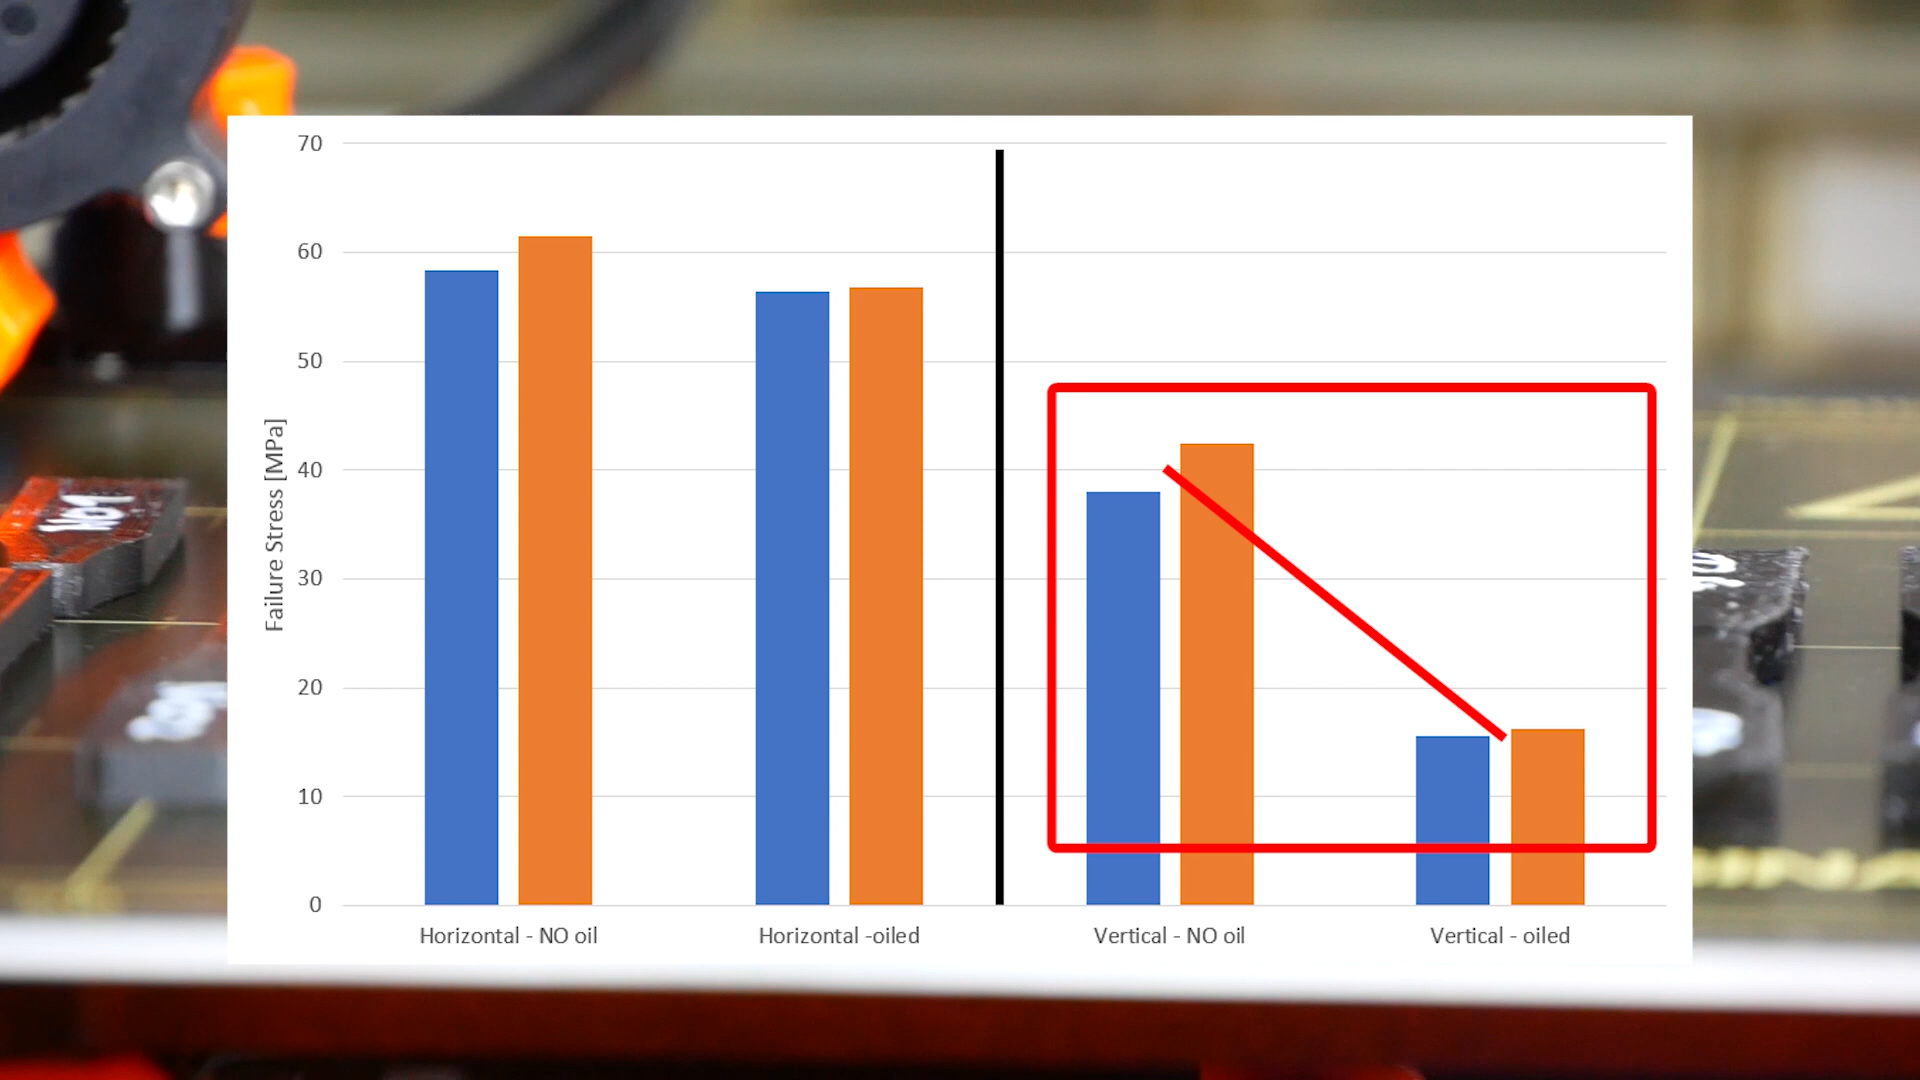 70
60
50
40
30
20
10
0
Failure Stress [MPa]
Horizontal - NO oil
Horizontal -oiled
Vertical - NO oil
Vertical - oiled